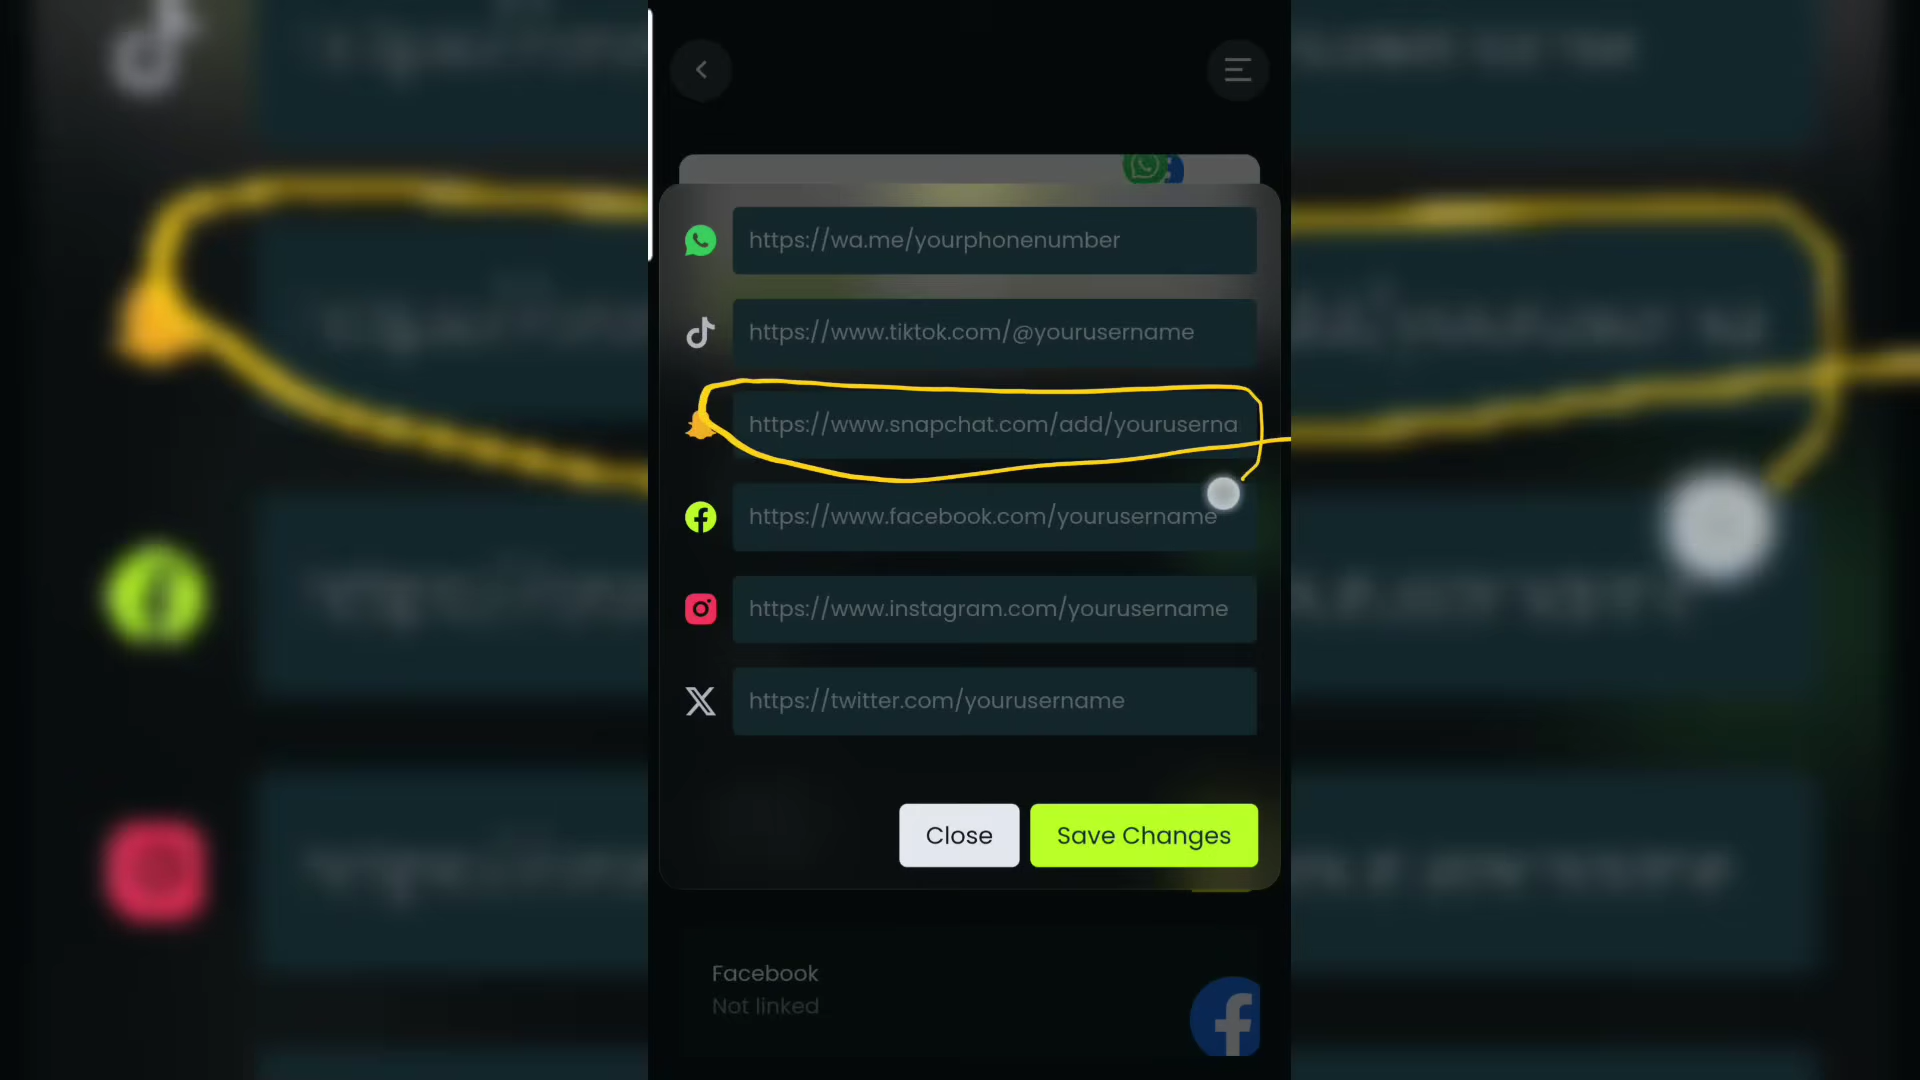 https://wa.me/yourphonenumber
https://www.tiktok.com/@yourusername
https://www.snapchat.com/add/youruserna
https://www.facebook.com/yourusername
https://www.instagram.com/yourusername
https://twitter.com/yourusername
Close
Save Changes
Facebook
Not linked